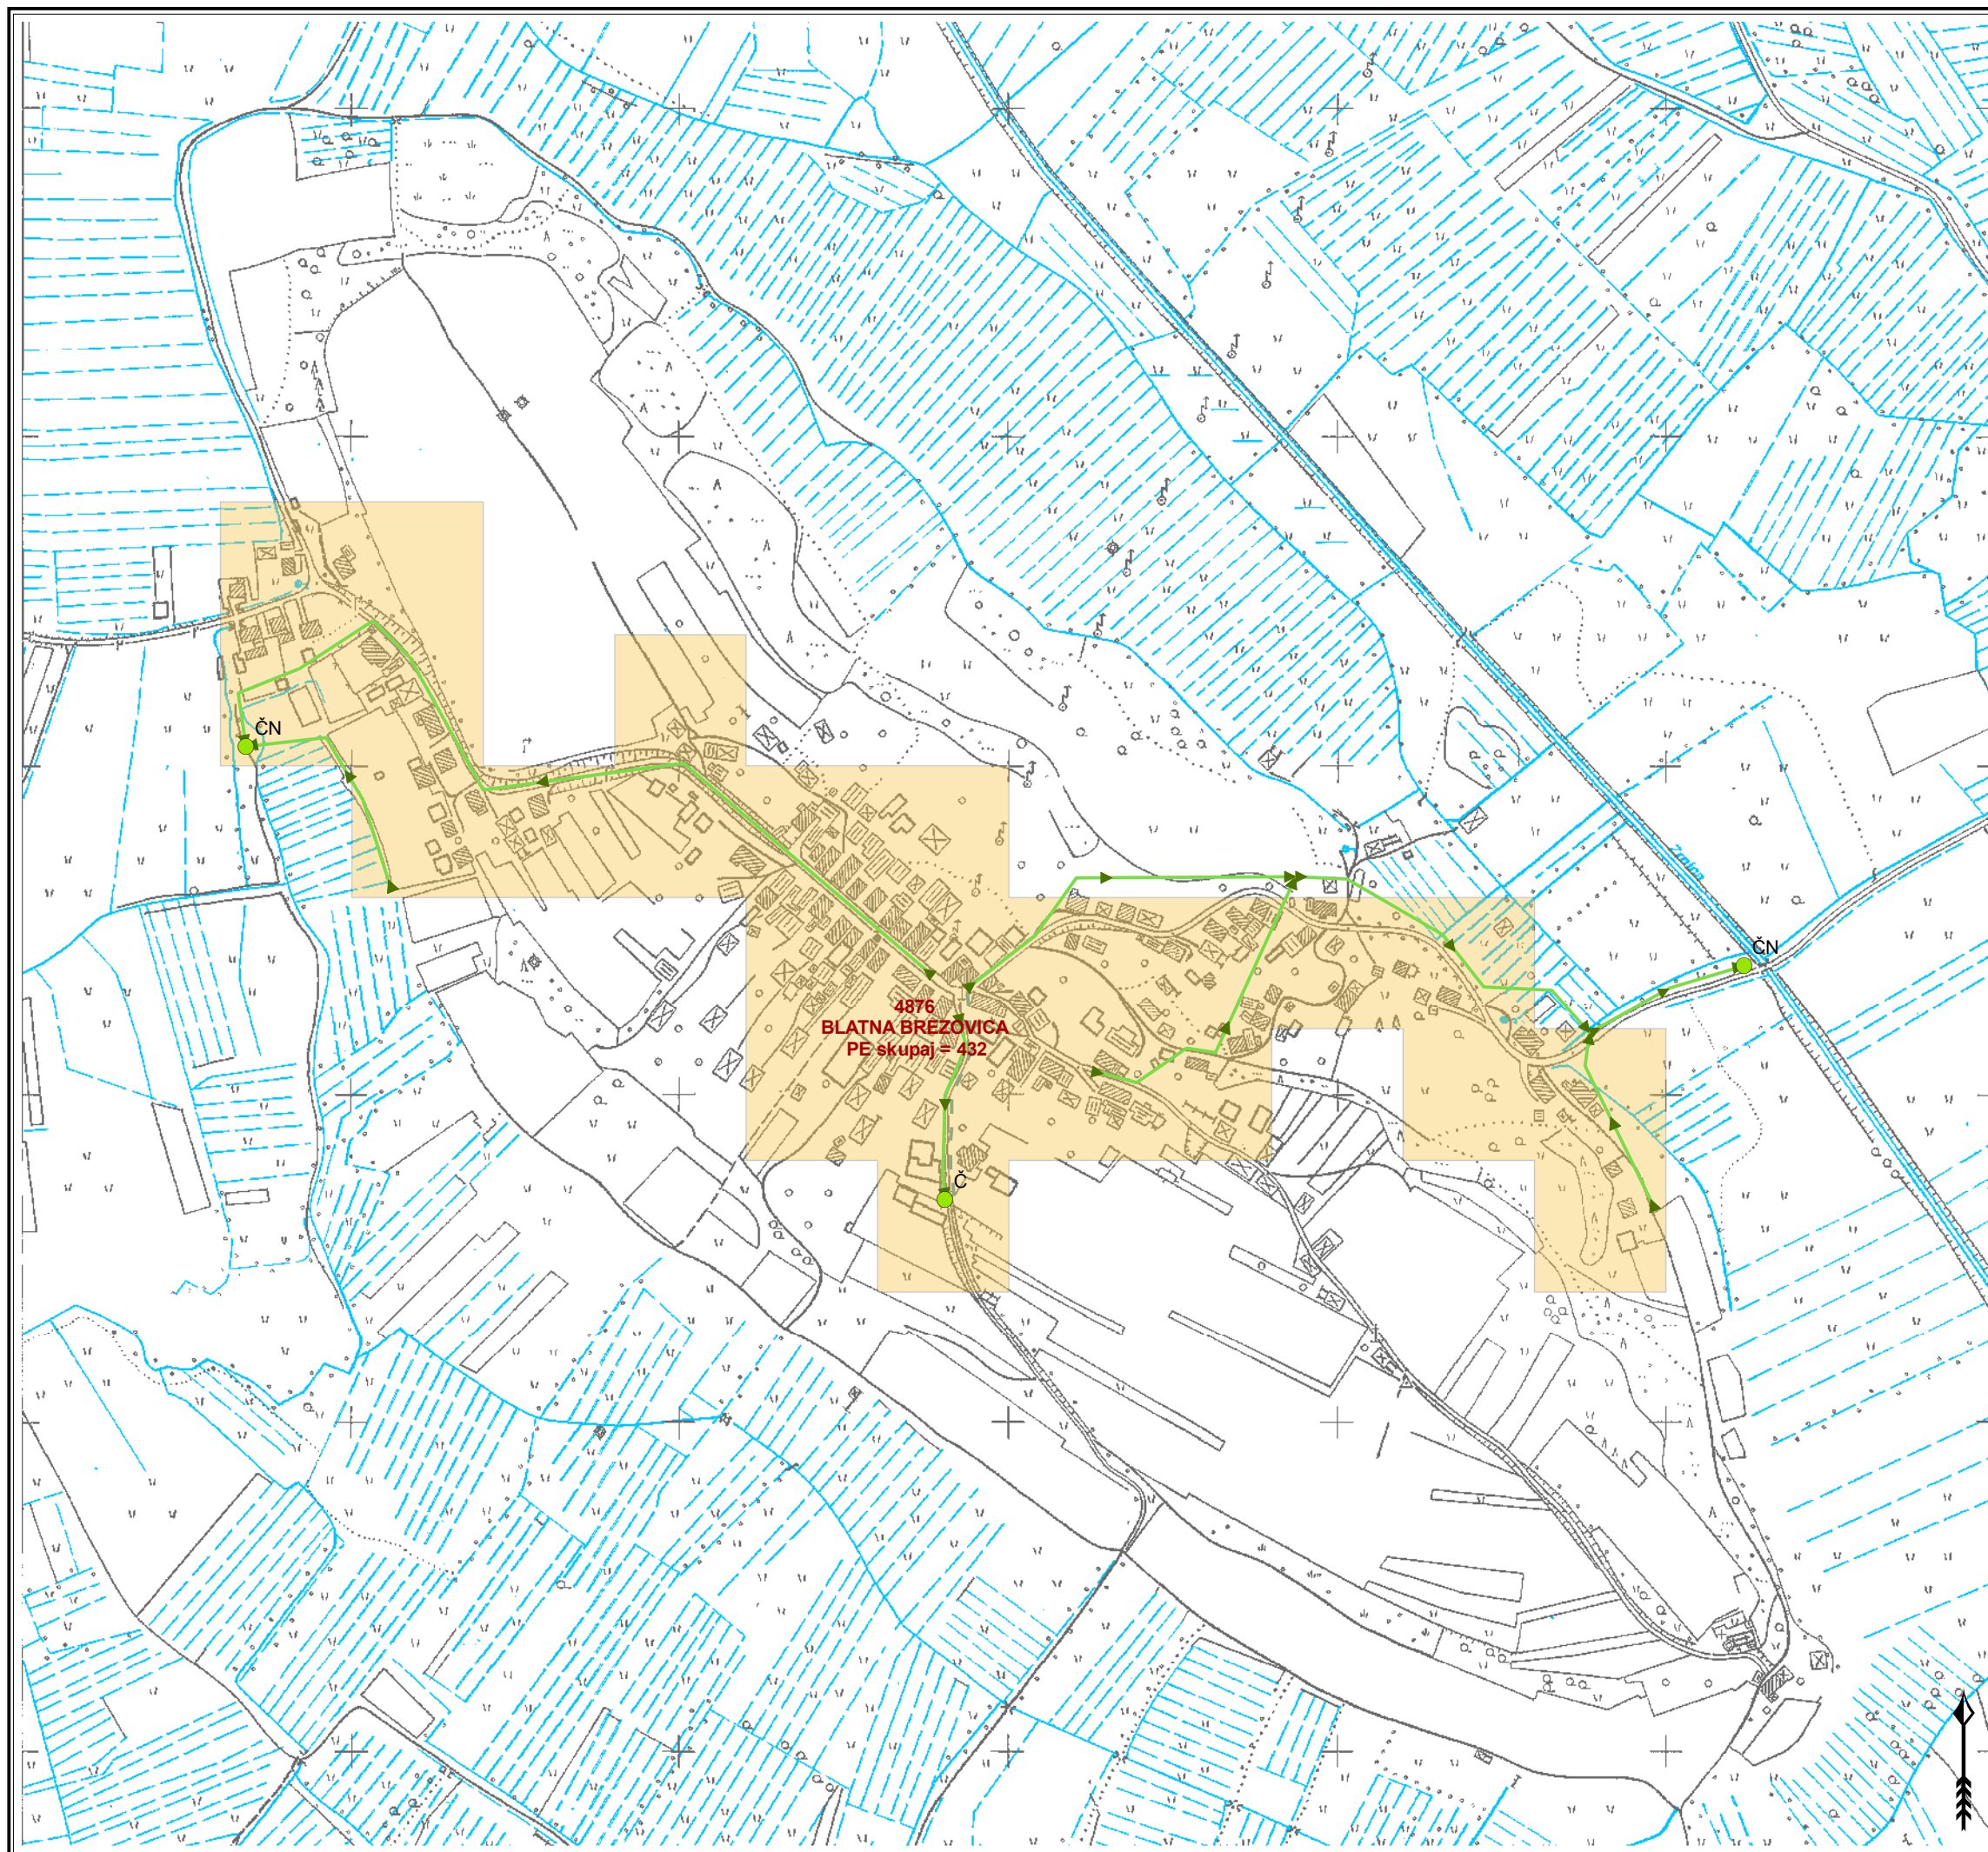 ČN
ČN
4876
BLATNA BREZOVICA
PE skupaj = 432
Č